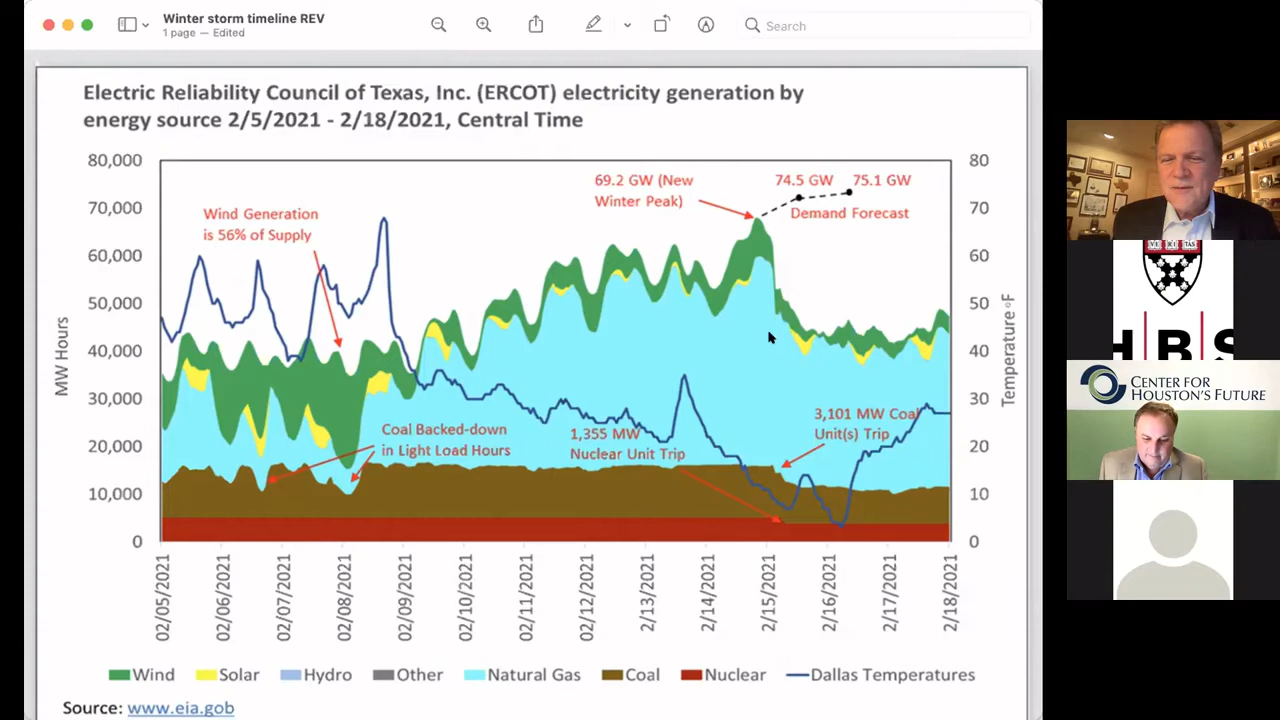 Winter storm timeline REV
1 page — Edited
Search
Electric Reliability Council of Texas, Inc. (ERCOT) electricity generation by
energy source 2/5/2021 - 2/18/2021, Central Time
80,000
70,000
60,000
50,000
40,000
30,000
20,000
10,000
0
MW Hours
80
70
60
50
40
30
20
10
0
Temperature °F
Wind Generation
is 56% of Supply
69.2 GW (New
Winter Peak)
74.5 GW
75.1 GW
Demand Forecast
Coal Backed-down
in Light Load Hours
1,355 MW
Nuclear Unit Trip
3,101 MW Coal
Unit(s) Trip
02/05/2021
02/06/2021
02/07/2021
02/08/2021
02/09/2021
02/10/2021
02/11/2021
02/12/2021
2/13/2021
2/14/2021
2/15/2021
2/16/2021
2/17/2021
2/18/2021
Wind
Solar
Hydro
Other
Natural Gas
Coal
Nuclear
Dallas Temperatures
Source: www.eia.gob
VE RI TAS
HBS
CENTER FOR
HOUSTON'S FUTURE